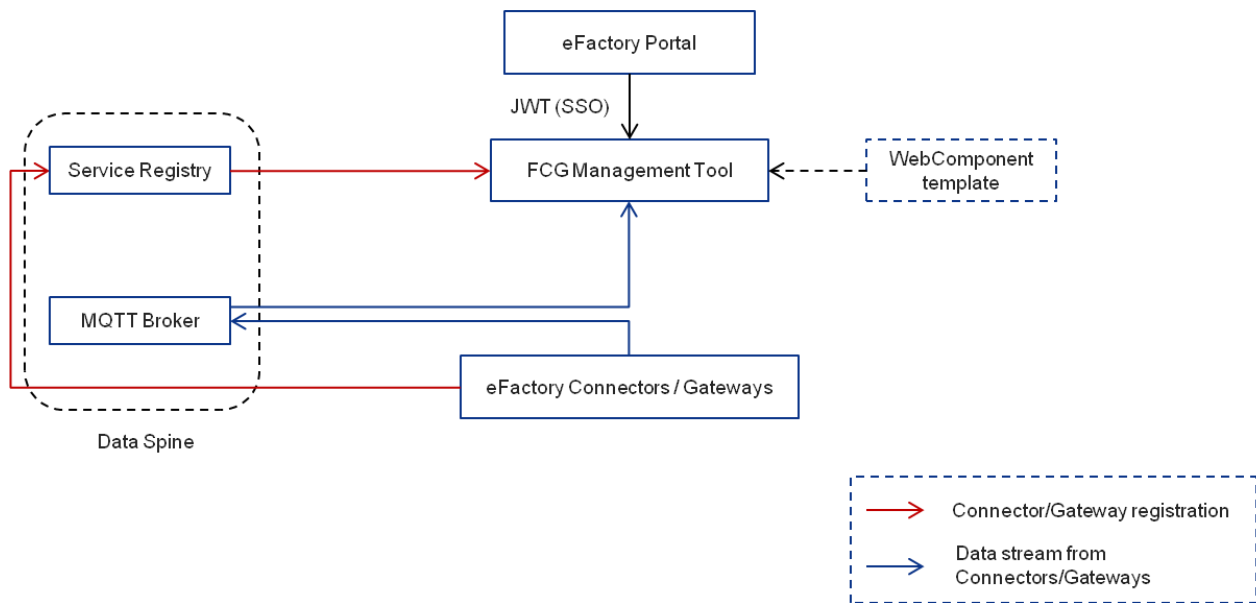 eFactory Portal
JWT (SSO)
Service Registry
FCG Management Tool
WebComponent
template
MQTT Broker
eFactory Connectors / Gateways
Data Spine
Connector/Gateway registration
Data stream from
Connectors/Gateways